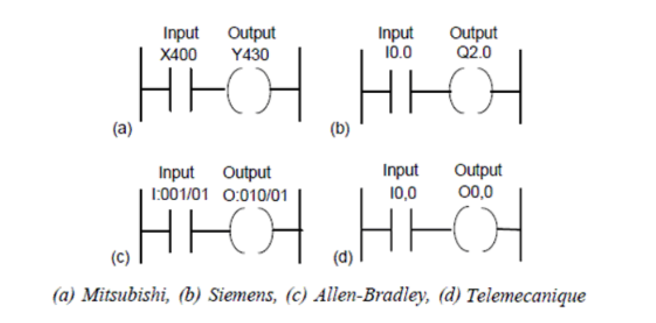 Input Output
X400 Y430
(a)
Input Output
I0.0 Q2.0
(b)
Input Output
I:001/01 O:010/01
(c)
Input Output
I0,0 O0,0
(d)
(a) Mitsubishi, (b) Siemens, (c) Allen-Bradley, (d) Telemecanique